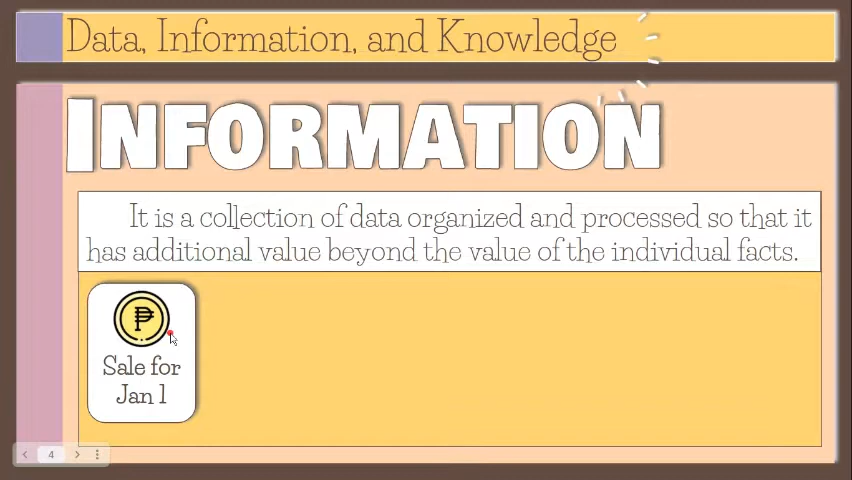 Data, Information, and Knowledge
INFORMATION
It is a collection of data organized and processed so that it
has additional value beyond the value of the individual facts.
₱
Sale for
Jan 1
4